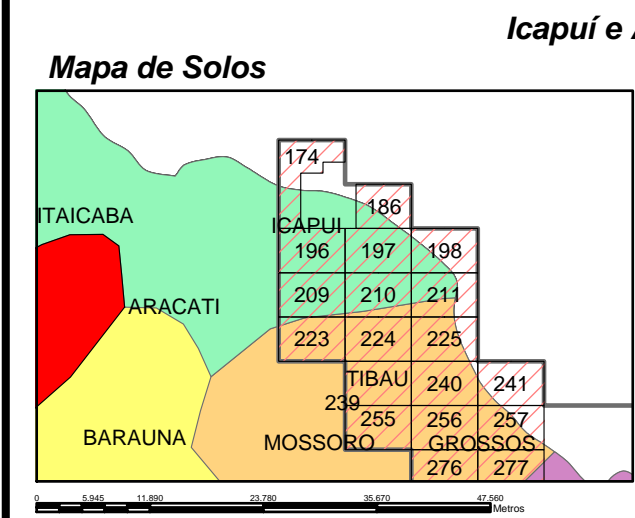 Icapuí e
Mapa de Solos
174
186
ITAICABA
ICAPUI
196 197 198
209 210 211
ARACATI
223 224 225
TIBAU 240 241
239
255 256 257
BARAUNA MOSSORO GROSSOS
276 277
0 5.945 11.890 23.780 35.670 47.560
Metros